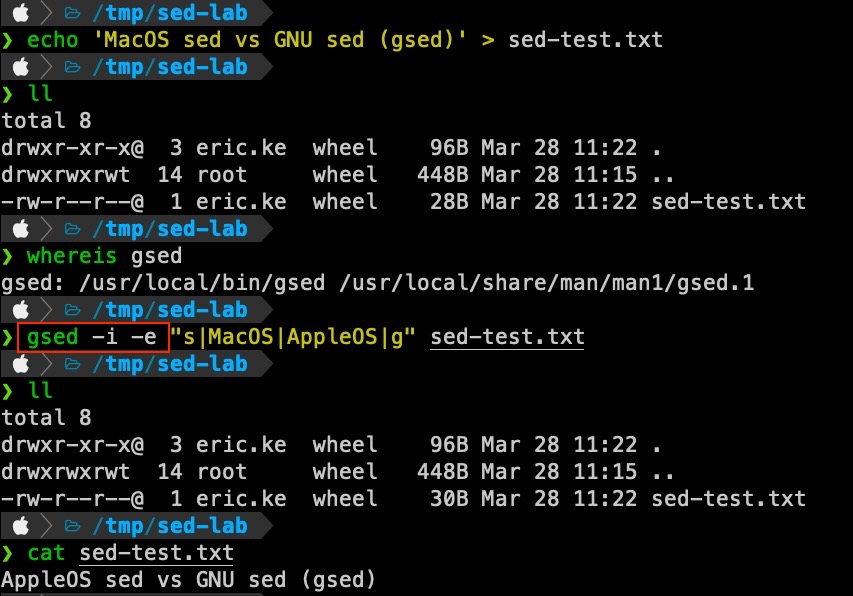 /tmp/sed-lab
❯ echo 'MacOS sed vs GNU sed (gsed)' > sed-test.txt
/tmp/sed-lab
❯ ll
total 8
drwxr-xr-x@  3 eric.ke  wheel    96B Mar 28 11:22 .
drwxrwxrwt  14 root     wheel   448B Mar 28 11:15 ..
-rw-r--r--@  1 eric.ke  wheel    28B Mar 28 11:22 sed-test.txt
/tmp/sed-lab
❯ whereis gsed
gsed: /usr/local/bin/gsed /usr/local/share/man/man1/gsed.1
/tmp/sed-lab
❯ gsed -i -e "s|MacOS|AppleOS|g" sed-test.txt
/tmp/sed-lab
❯ ll
total 8
drwxr-xr-x@  3 eric.ke  wheel    96B Mar 28 11:22 .
drwxrwxrwt  14 root     wheel   448B Mar 28 11:15 ..
-rw-r--r--@  1 eric.ke  wheel    30B Mar 28 11:22 sed-test.txt
/tmp/sed-lab
❯ cat sed-test.txt
AppleOS sed vs GNU sed (gsed)